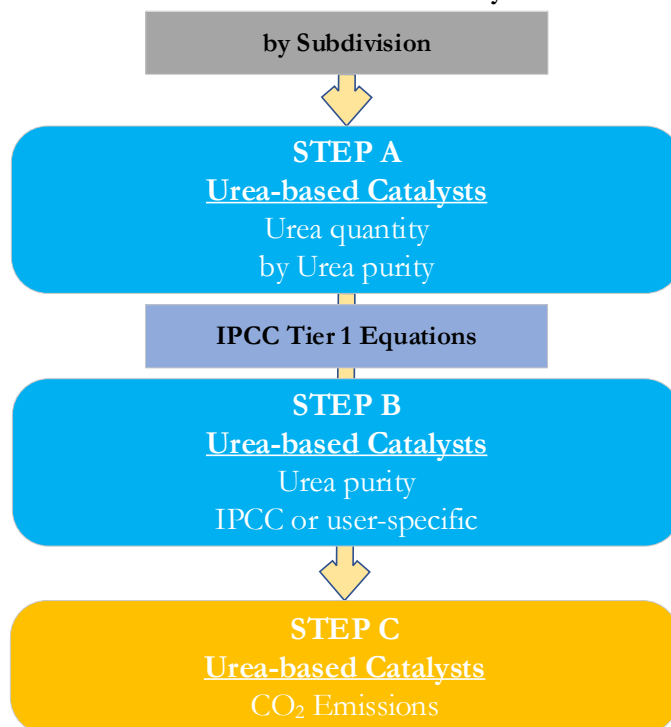 by Subdivision
STEP A
Urea-based Catalysts
Urea quantity
by Urea purity
IPCC Tier 1 Equations
STEP B
Urea-based Catalysts
Urea purity
IPCC or user-specific
STEP C
Urea-based Catalysts
CO₂ Emissions